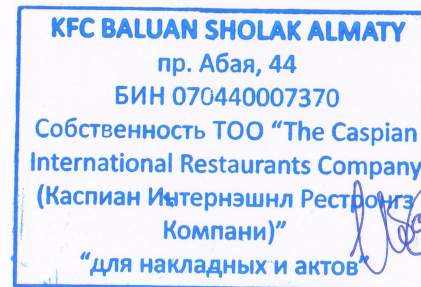 KFC BALUAN SHOLAK ALMATY
пр. Абая, 44
БИН 070440007370
Собственность ТОО "The Caspian
International Restaurants Company
(Каспиан Интернэшнл Рестронгз
Компани)"
"для накладных и актов"